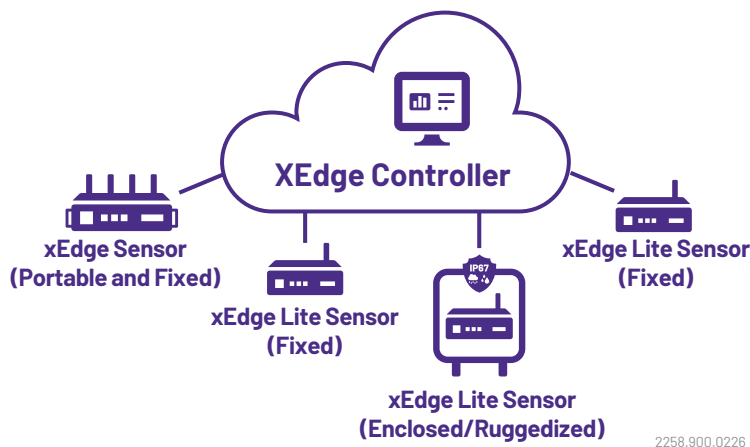 XEdge Controller
xEdge Sensor
(Portable and Fixed)
xEdge Lite Sensor
(Fixed)
IP67
xEdge Lite Sensor
(Enclosed/Ruggedized)
xEdge Lite Sensor
(Fixed)
2258.900.0226